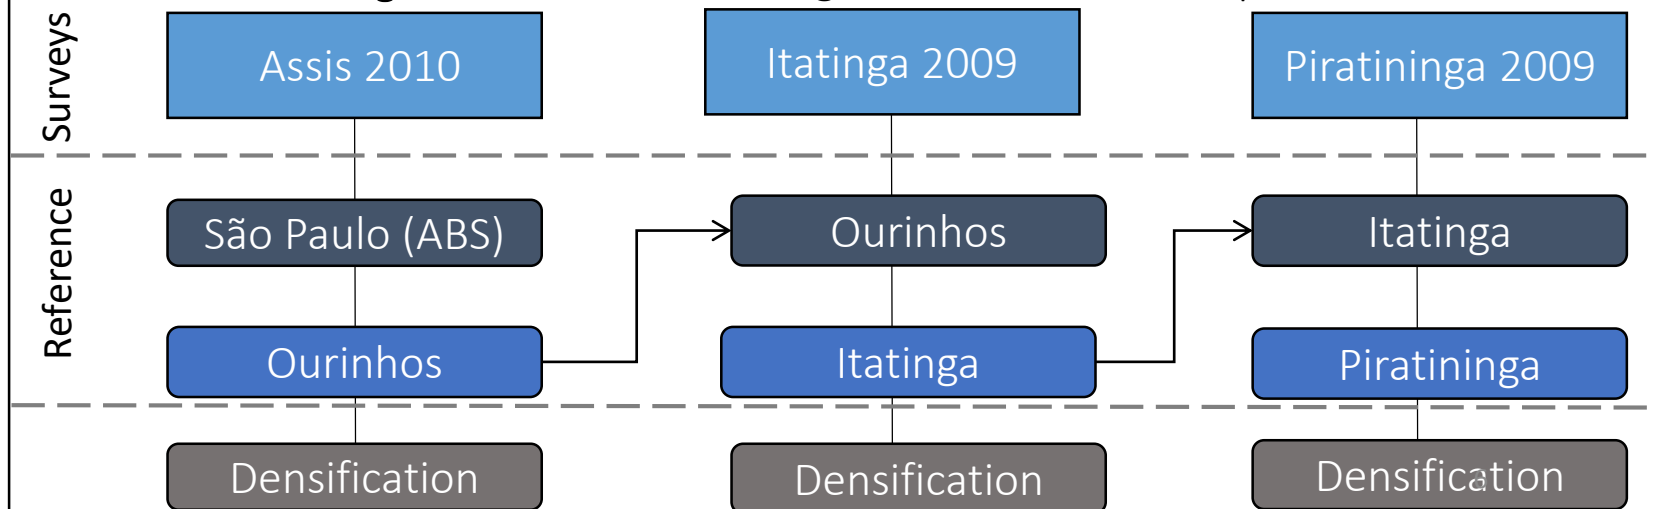 Surveys
Assis 2010
Itatinga 2009
Piratininga 2009
Reference
São Paulo (ABS)
Ourinhos
Itatinga
Ourinhos
Itatinga
Piratininga
Densification
Densification
Densification
6